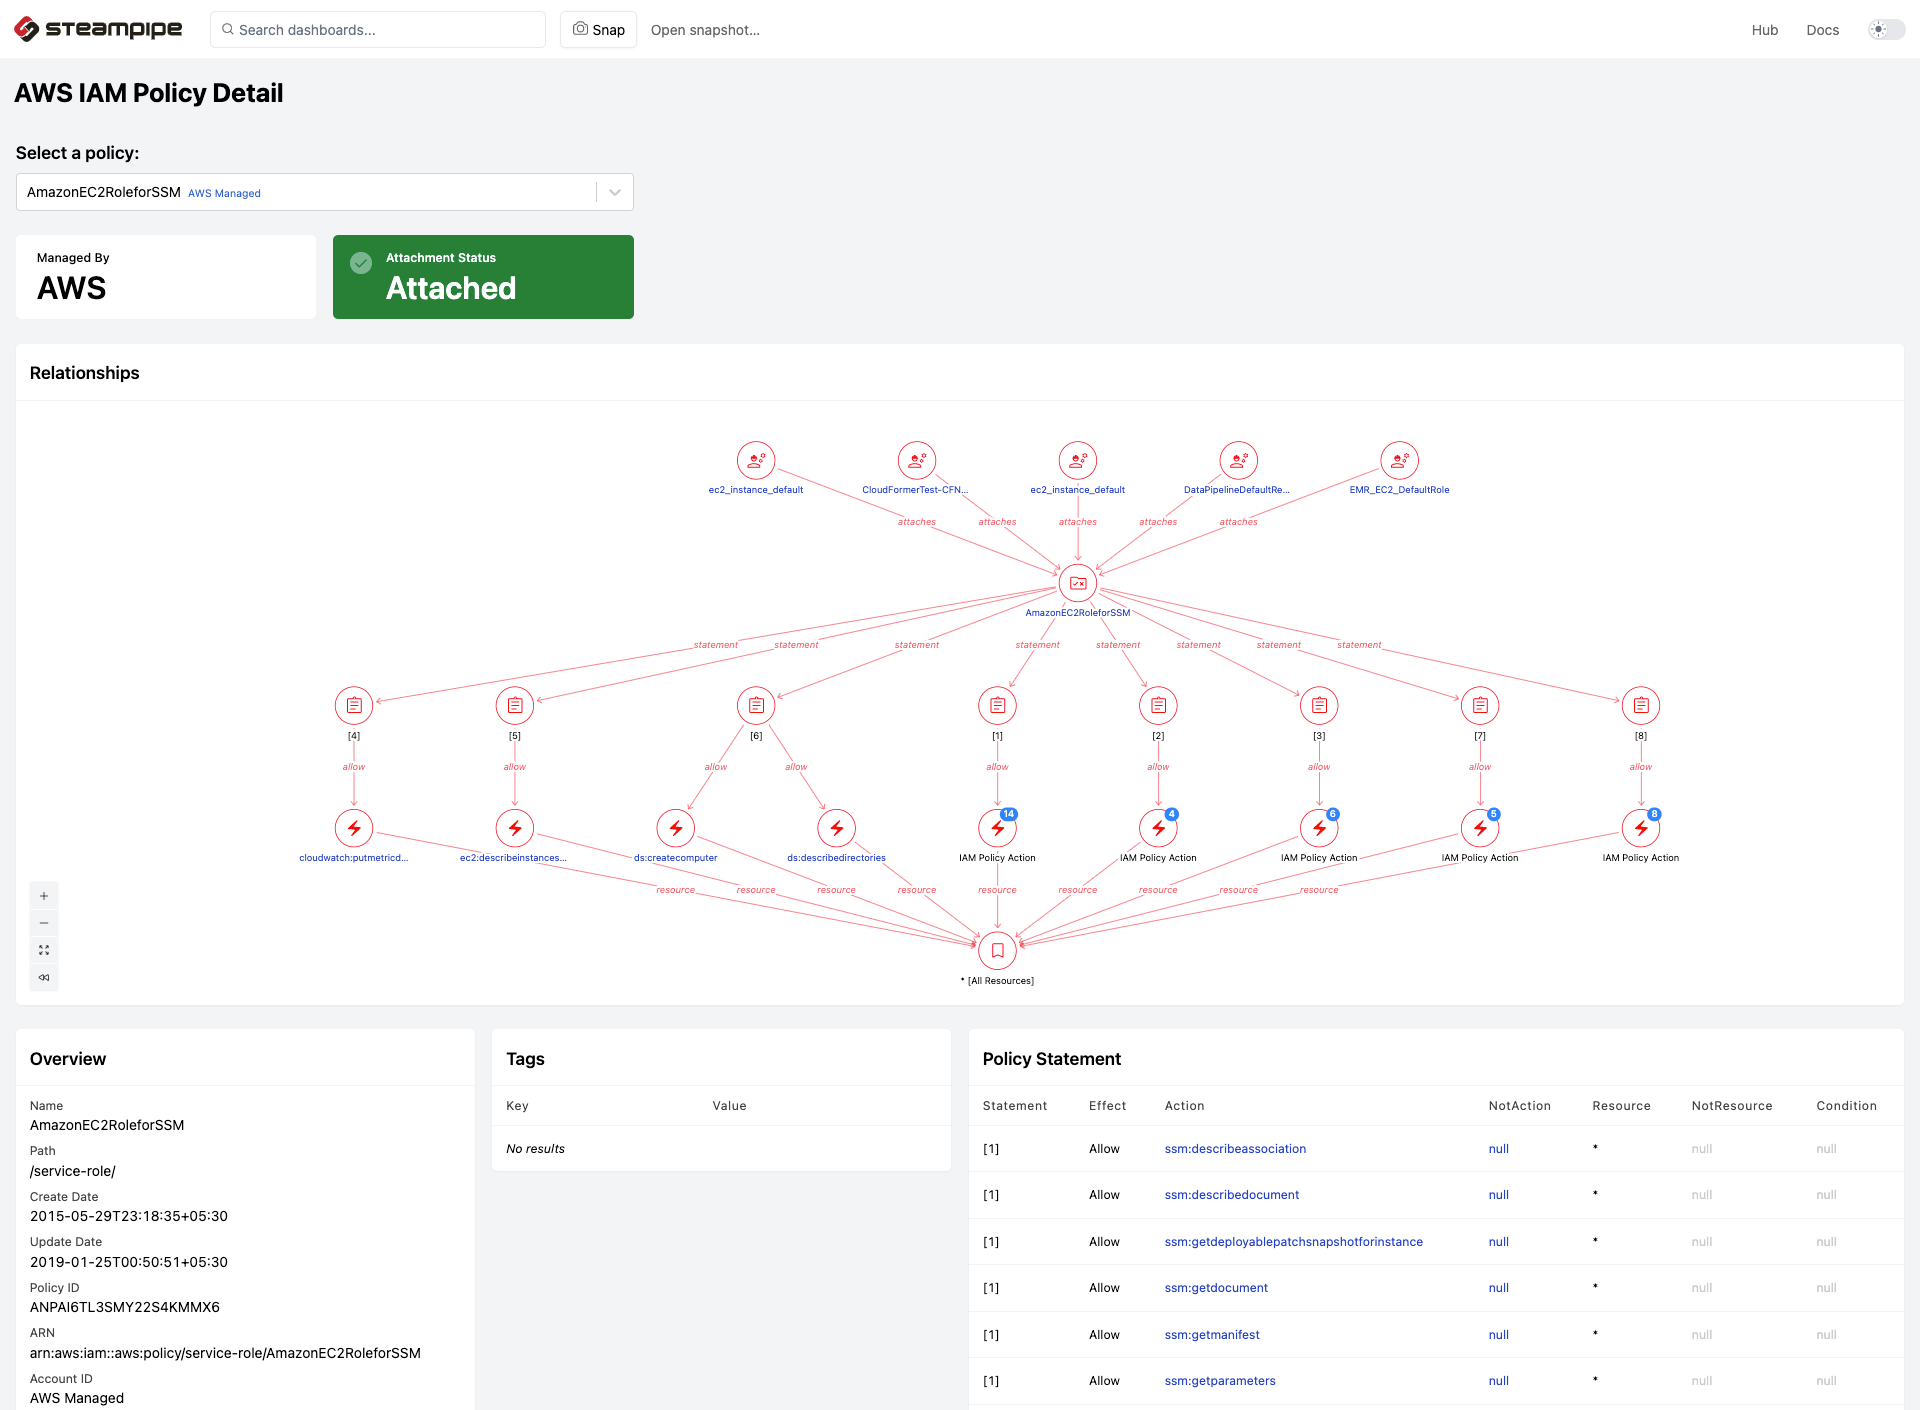 steampipe
Search dashboards...
Snap
Open snapshot...
Hub
Docs
AWS IAM Policy Detail
Select a policy:
AmazonEC2RoleforSSM AWS Managed
Managed By
AWS
Attachment Status
Attached
Relationships
ec2_instance_default
CloudFormerTest-CFN...
ec2_instance_default
DataPipelineDefaultRe...
EMR_EC2_DefaultRole
attaches
attaches
attaches
attaches
attaches
AmazonEC2RoleforSSM
statement
statement
statement
statement
statement
statement
statement
statement
[4]
[5]
[6]
[1]
[2]
[3]
[7]
[8]
allow
allow
allow
allow
allow
allow
allow
allow
allow
14
4
6
5
8
cloudwatch:putmetricd...
ec2:describeinstances...
ds:createcomputer
ds:describedirectories
IAM Policy Action
IAM Policy Action
IAM Policy Action
IAM Policy Action
IAM Policy Action
resource
resource
resource
resource
resource
resource
resource
resource
resource
* [All Resources]
Overview
Name
AmazonEC2RoleforSSM
Path
/service-role/
Create Date
2015-05-29T23:18:35+05:30
Update Date
2019-01-25T00:50:51+05:30
Policy ID
ANPAI6TL3SMY22S4KMMX6
ARN
arn:aws:iam::aws:policy/service-role/AmazonEC2RoleforSSM
Account ID
AWS Managed
Tags
Key Value
No results
Policy Statement
Statement Effect Action NotAction Resource NotResource Condition
[1] Allow ssm:describeassociation null * null null
[1] Allow ssm:describedocument null * null null
[1] Allow ssm:getdeployablepatchsnapshotforinstance null * null null
[1] Allow ssm:getdocument null * null null
[1] Allow ssm:getmanifest null * null null
[1] Allow ssm:getparameters null * null null